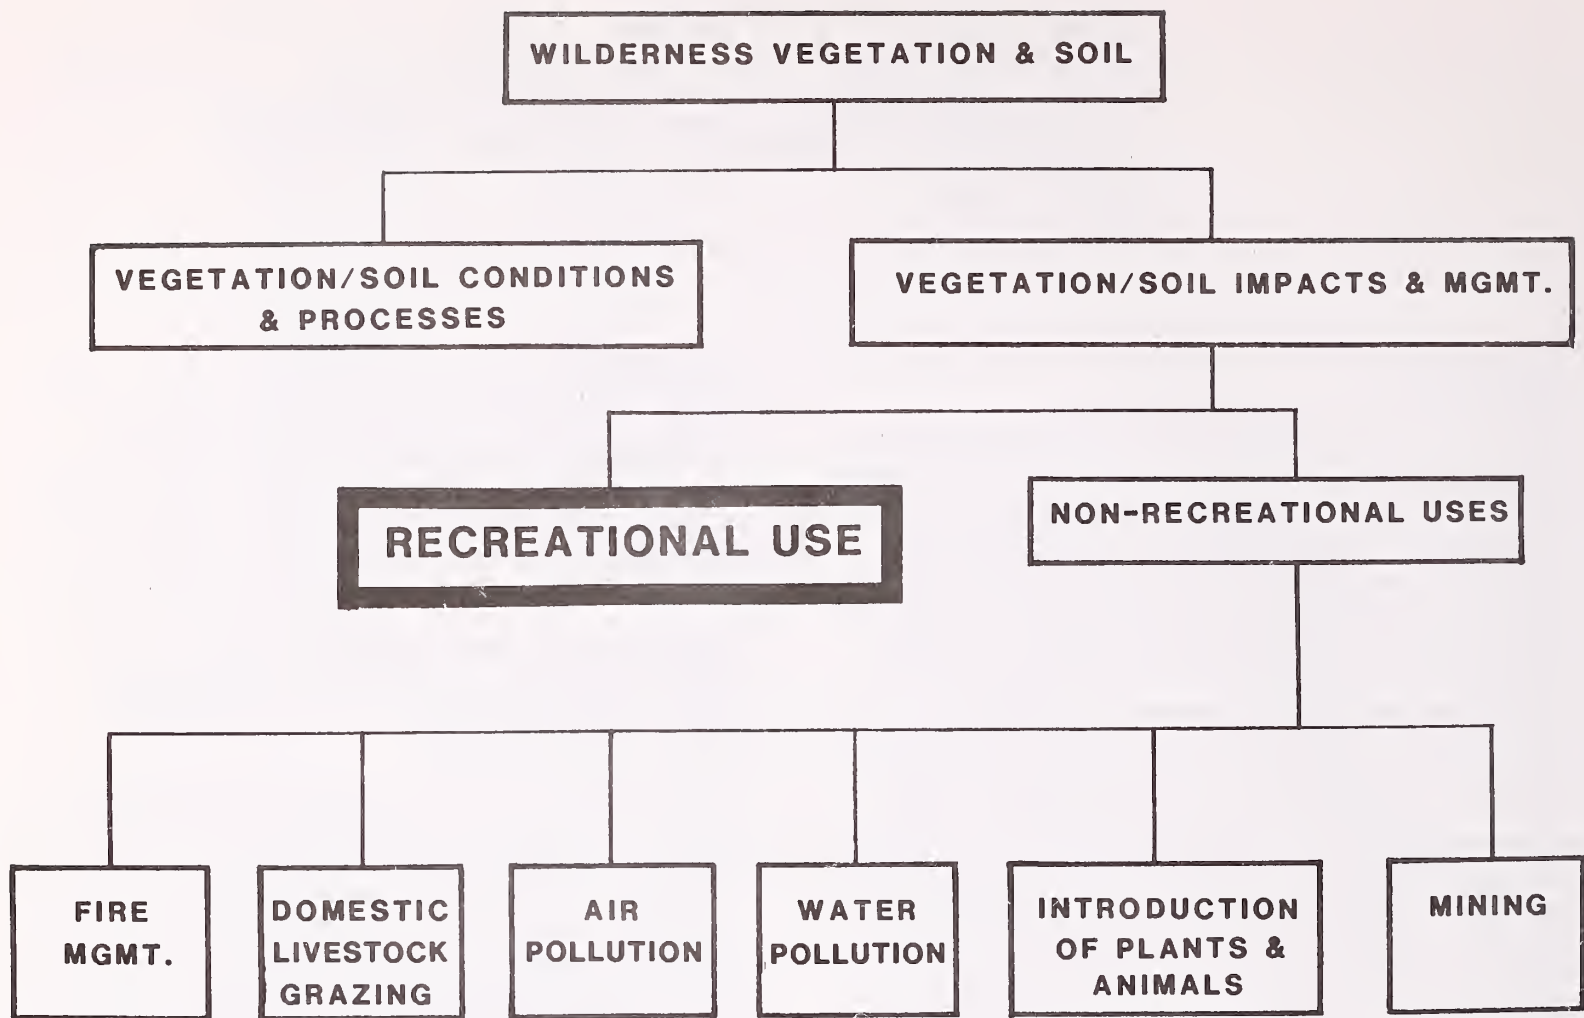 WILDERNESS VEGETATION & SOIL
VEGETATION/SOIL CONDITIONS
& PROCESSES
VEGETATION/SOIL IMPACTS & MGMT.
RECREATIONAL USE
NON-RECREATIONAL USES
FIRE
MGMT.
DOMESTIC
LIVESTOCK
GRAZING
AIR
POLLUTION
WATER
POLLUTION
INTRODUCTION
OF PLANTS &
ANIMALS
MINING